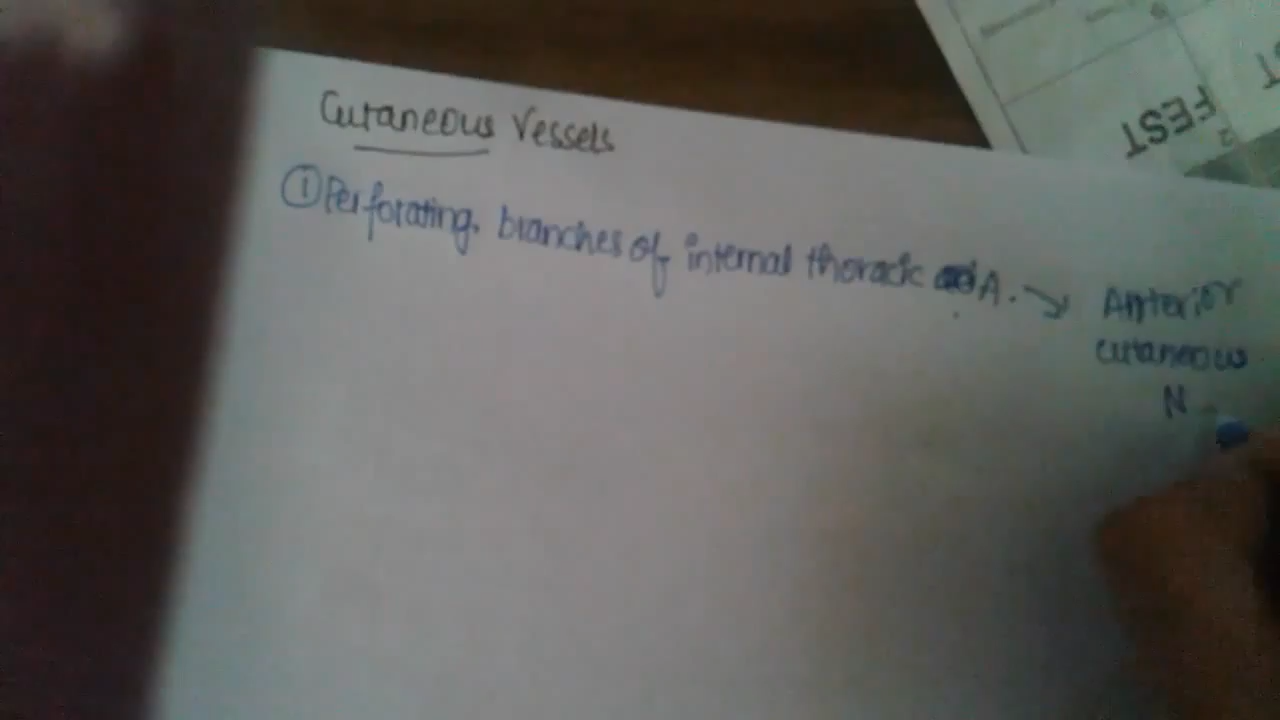 Cutaneous Vessels
① Perforating branches of internal thoracic A. → Anterior
cutaneous
N
FEST